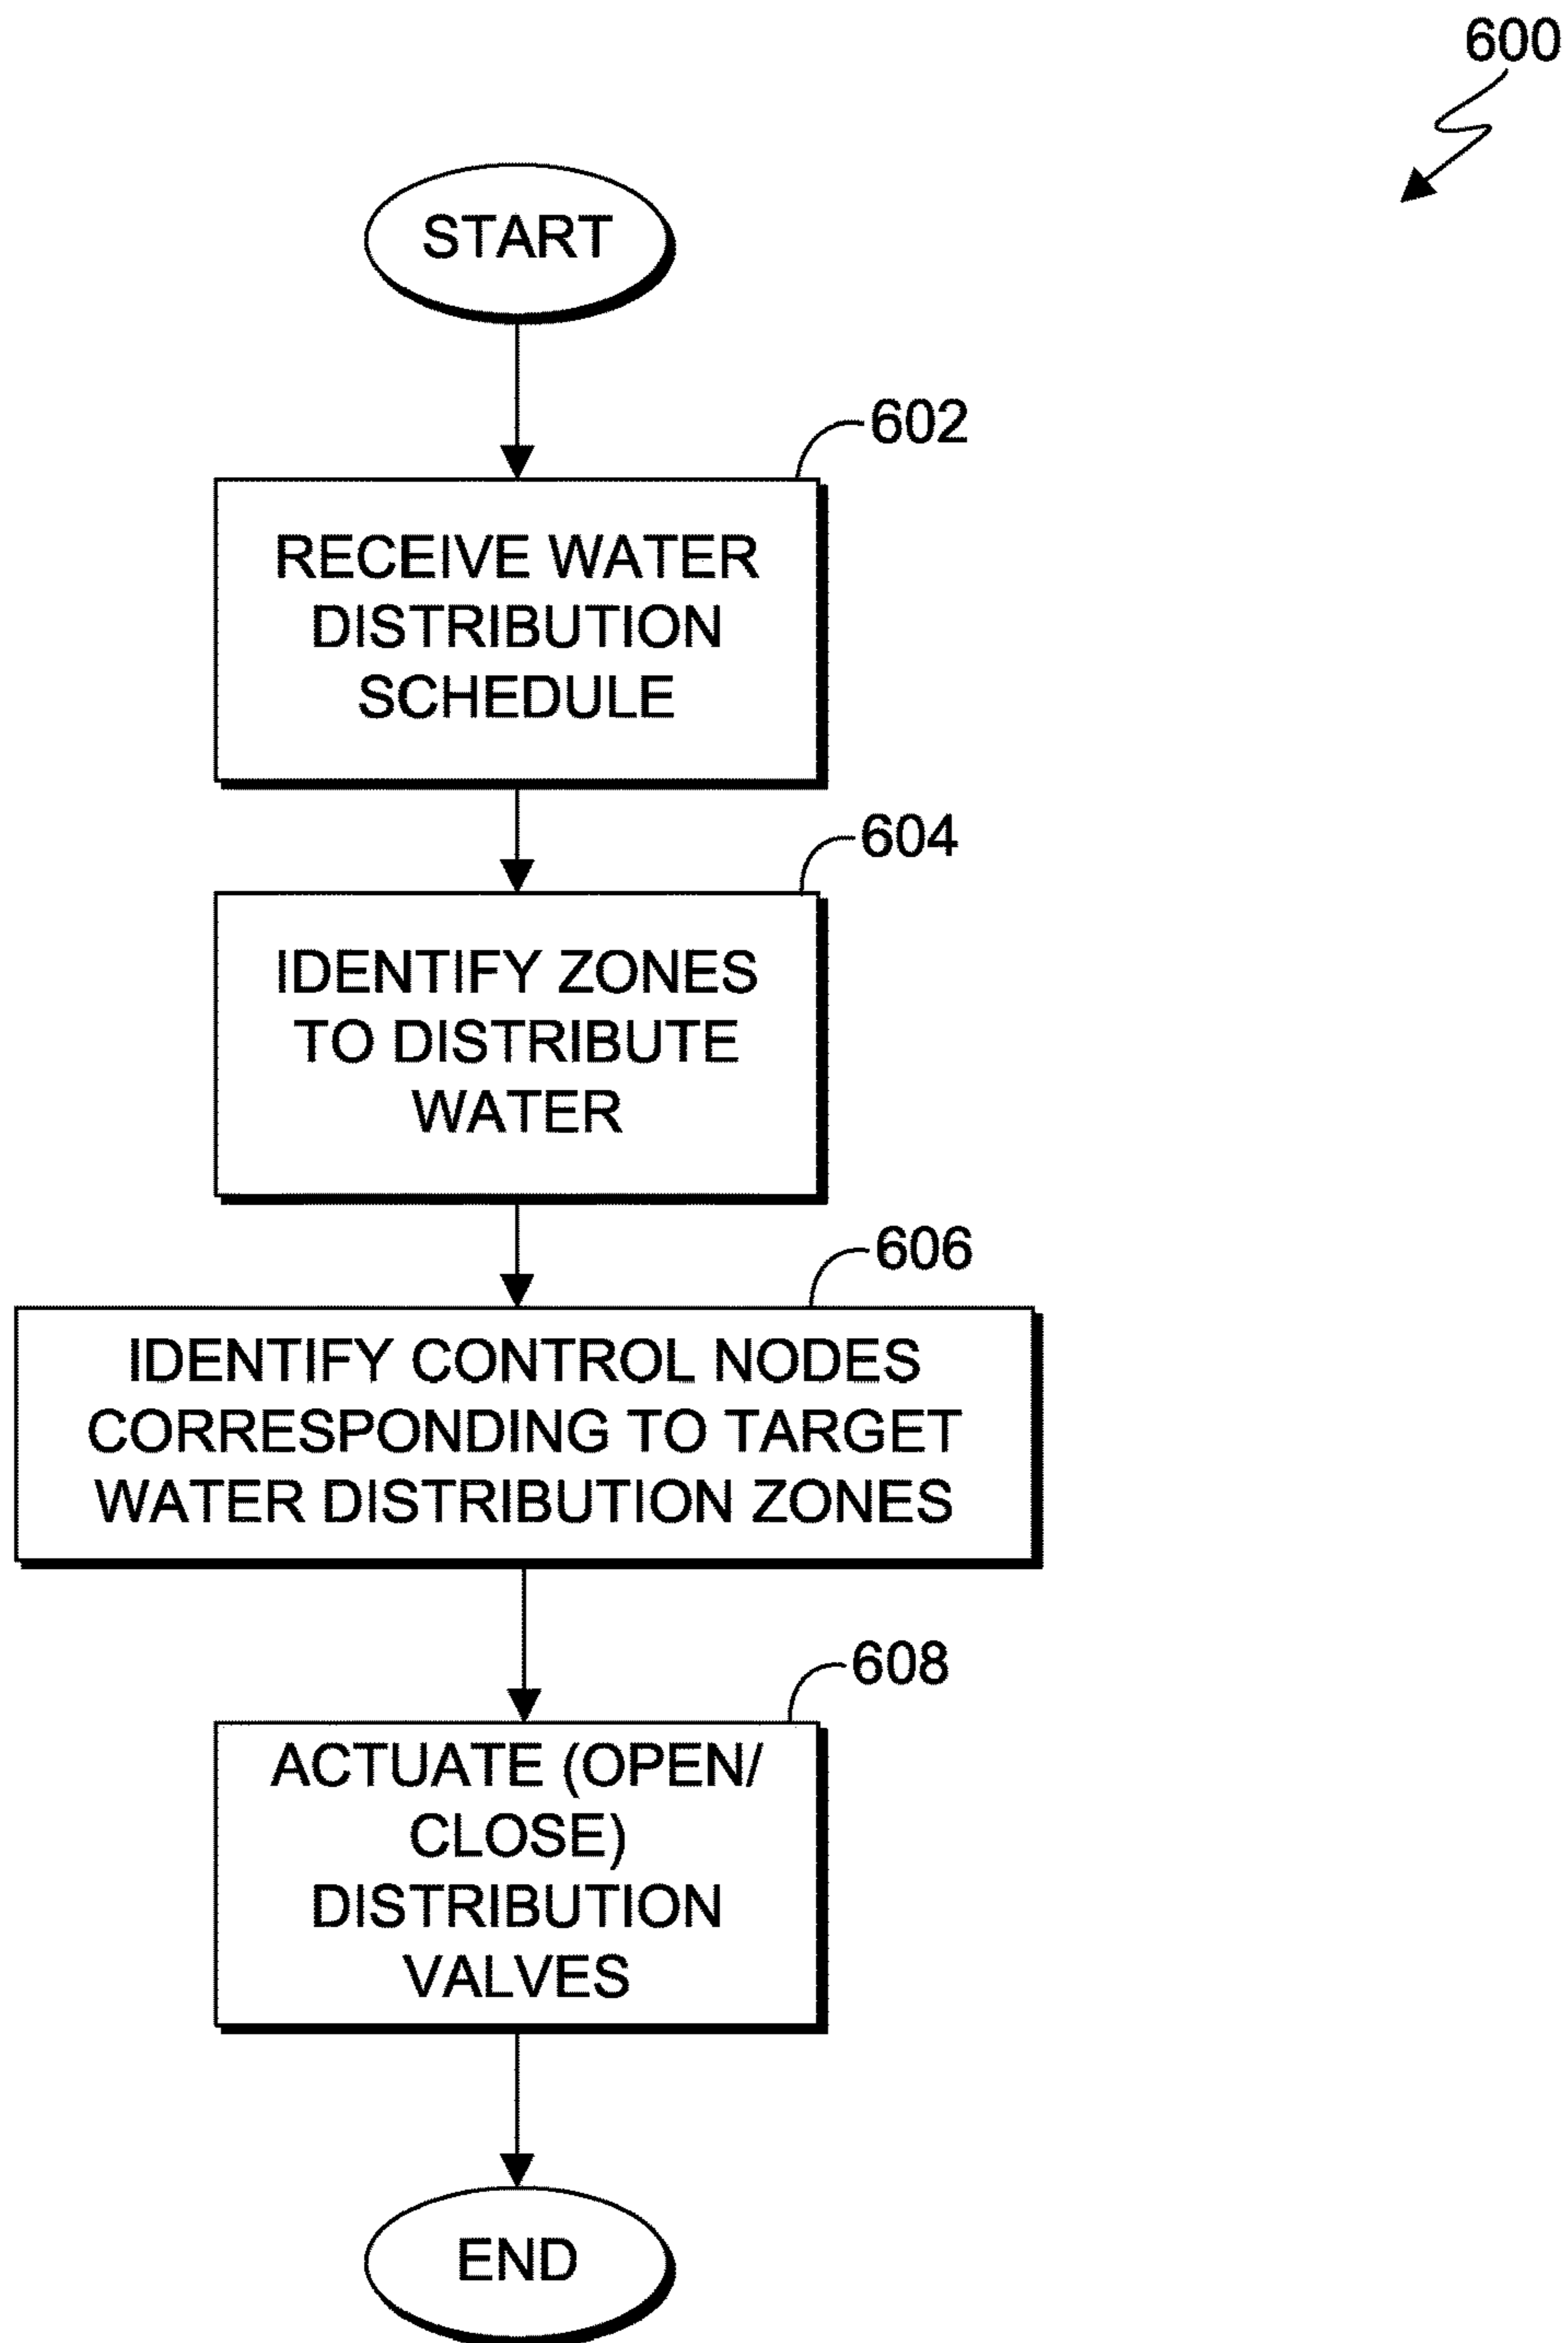 600
START
602
RECEIVE WATER
DISTRIBUTION
SCHEDULE
604
IDENTIFY ZONES
TO DISTRIBUTE
WATER
606
IDENTIFY CONTROL NODES
CORRESPONDING TO TARGET
WATER DISTRIBUTION ZONES
608
ACTUATE (OPEN/
CLOSE)
DISTRIBUTION
VALVES
END